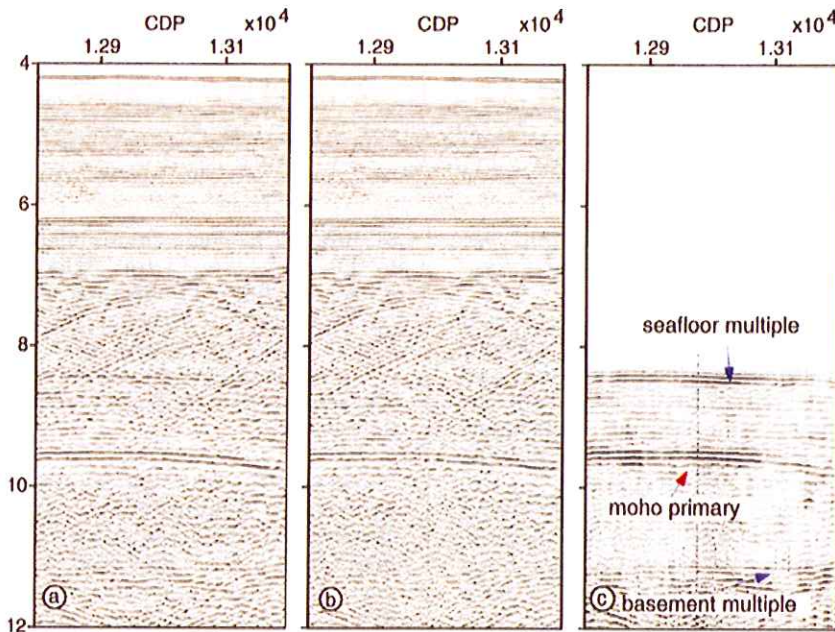 CDP x10⁴ CDP x10⁴ CDP x10⁴
1.29 1.31 1.29 1.31 1.29 1.31
4
6
8
seafloor multiple
10
moho primary
a b c basement multiple
12